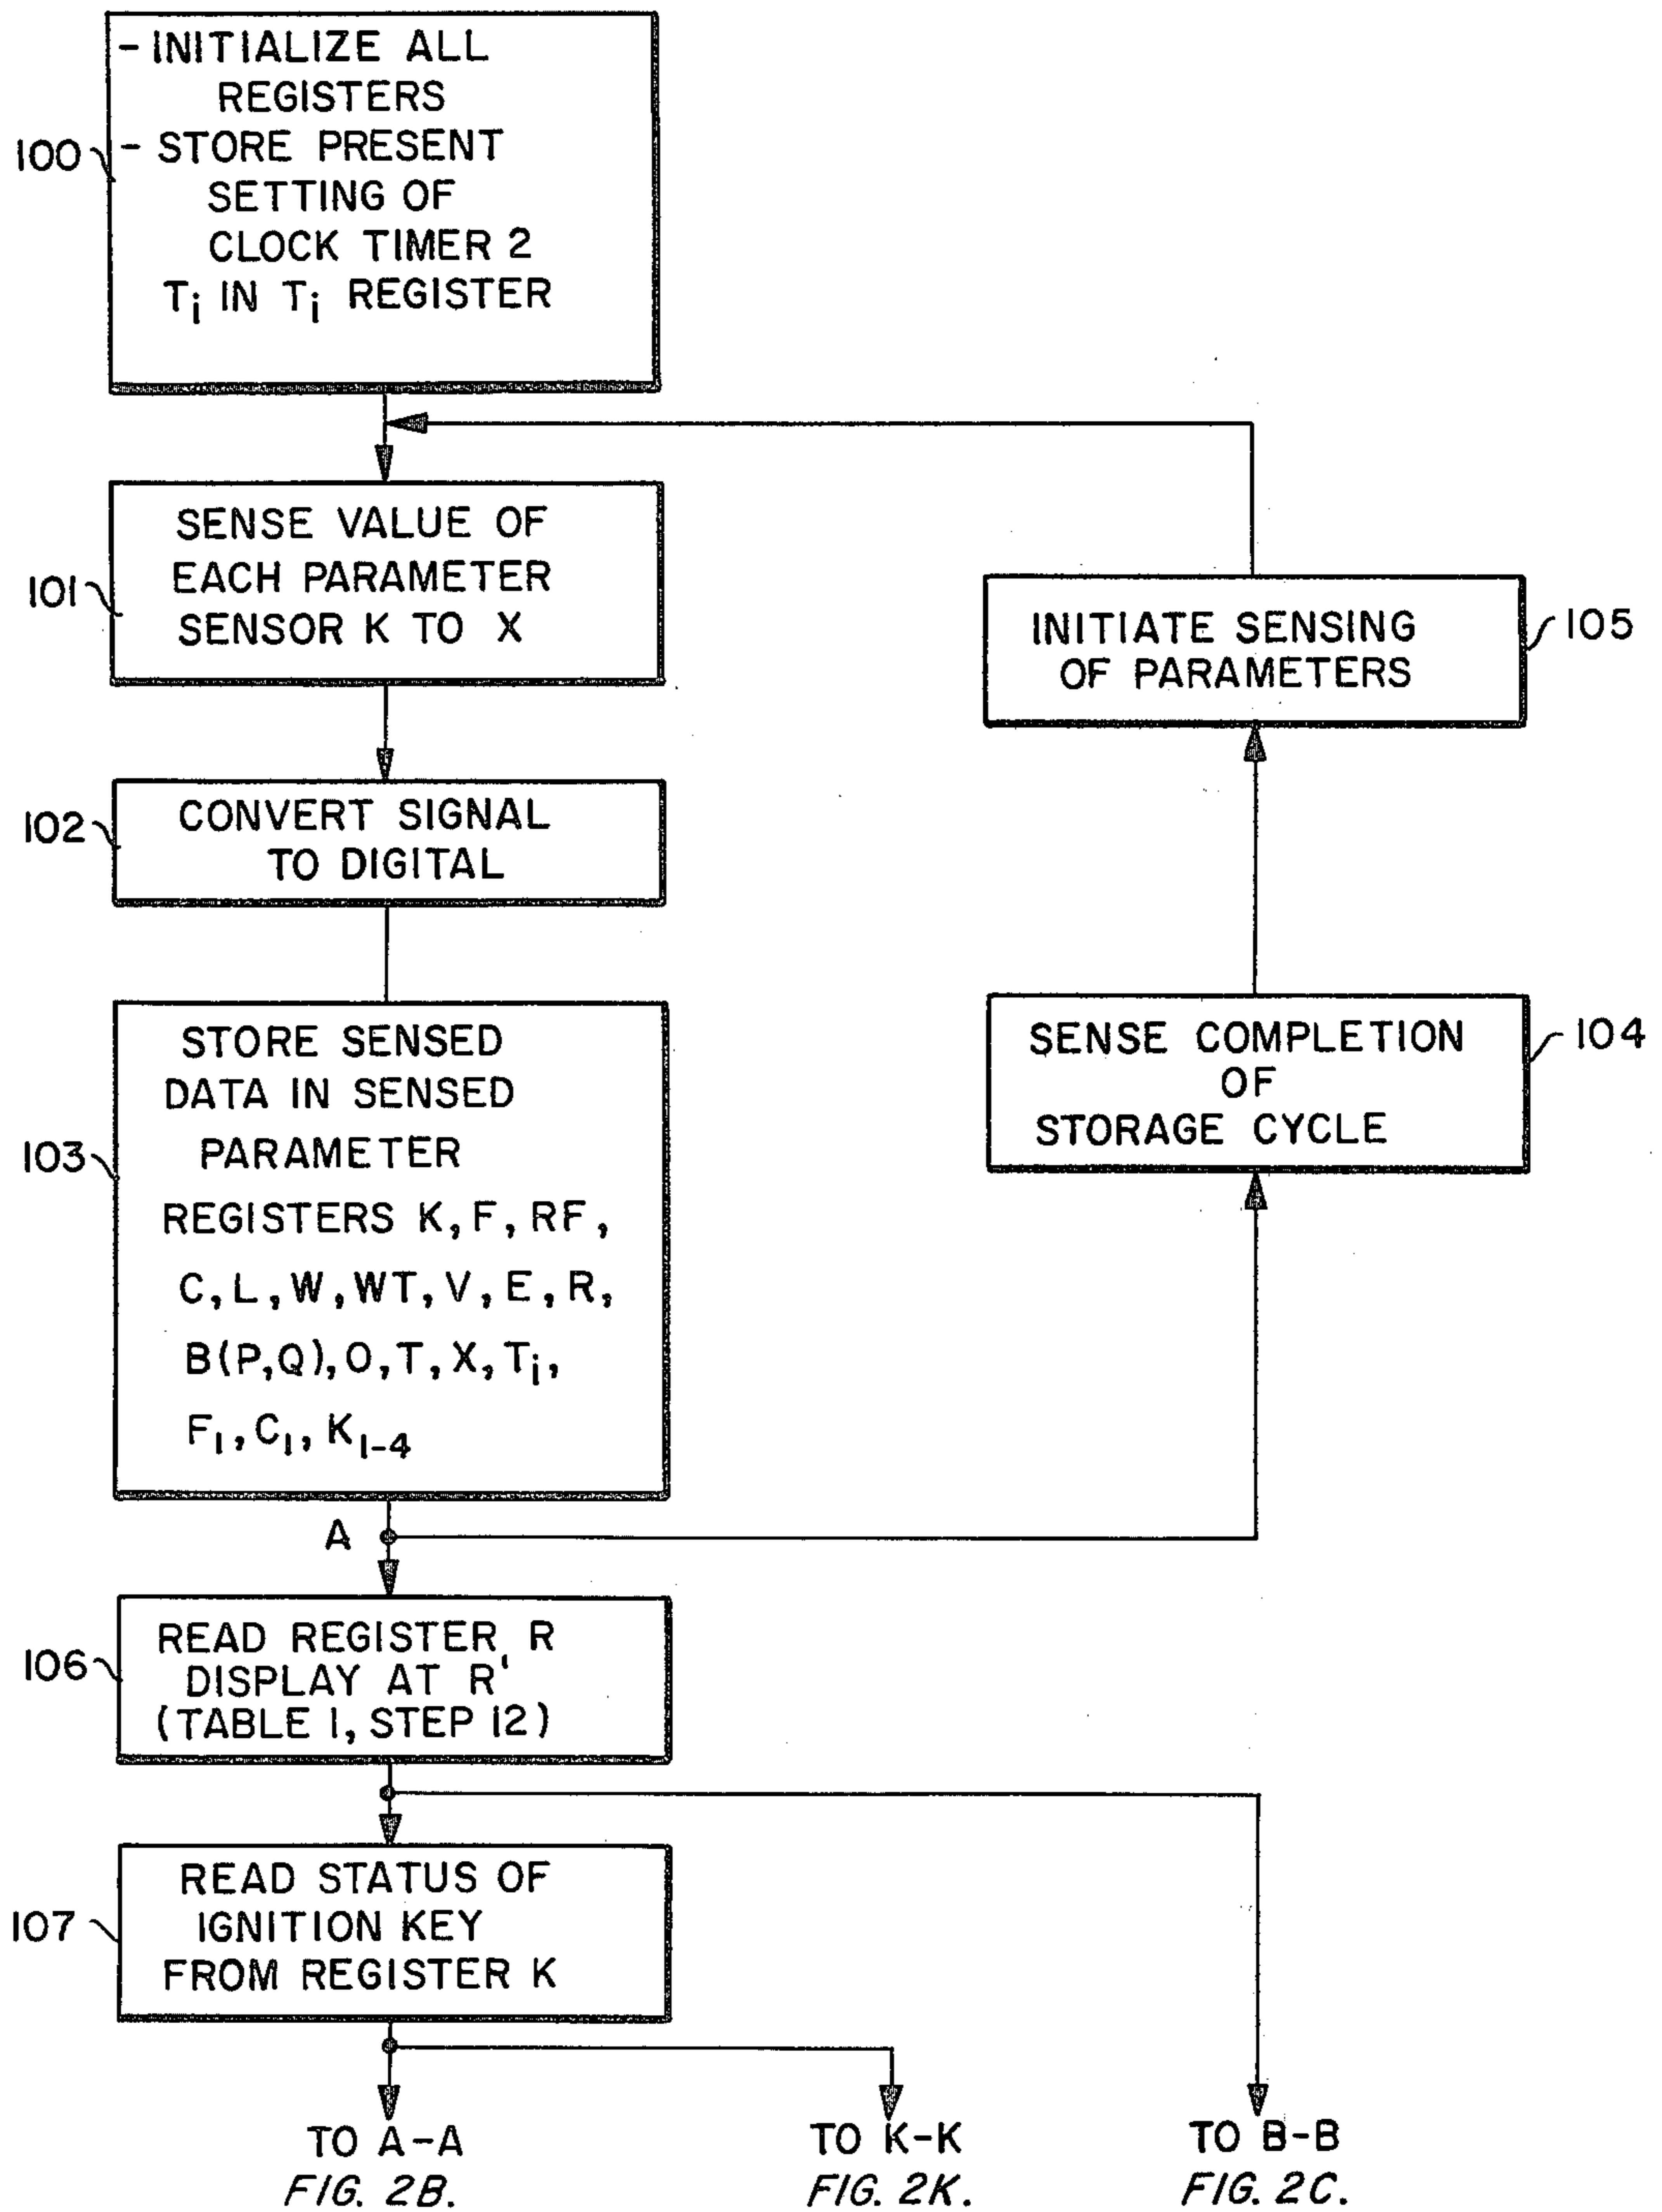 - INITIALIZE ALL
REGISTERS
- STORE PRESENT
SETTING OF
CLOCK TIMER 2
Ti IN Ti REGISTER
100
SENSE VALUE OF
EACH PARAMETER
SENSOR K TO X
101
INITIATE SENSING
OF PARAMETERS
105
CONVERT SIGNAL
TO DIGITAL
102
SENSE COMPLETION
OF
STORAGE CYCLE
104
STORE SENSED
DATA IN SENSED
PARAMETER
REGISTERS K, F, RF,
C, L, W, WT, V, E, R,
B(P,Q), O, T, X, Ti,
F1, C1, K1-4
103
A
READ REGISTER, R
DISPLAY AT R'
(TABLE 1, STEP 12)
106
READ STATUS OF
IGNITION KEY
FROM REGISTER K
107
TO A-A
FIG. 2B.
TO K-K
FIG. 2K.
TO B-B
FIG. 2C.